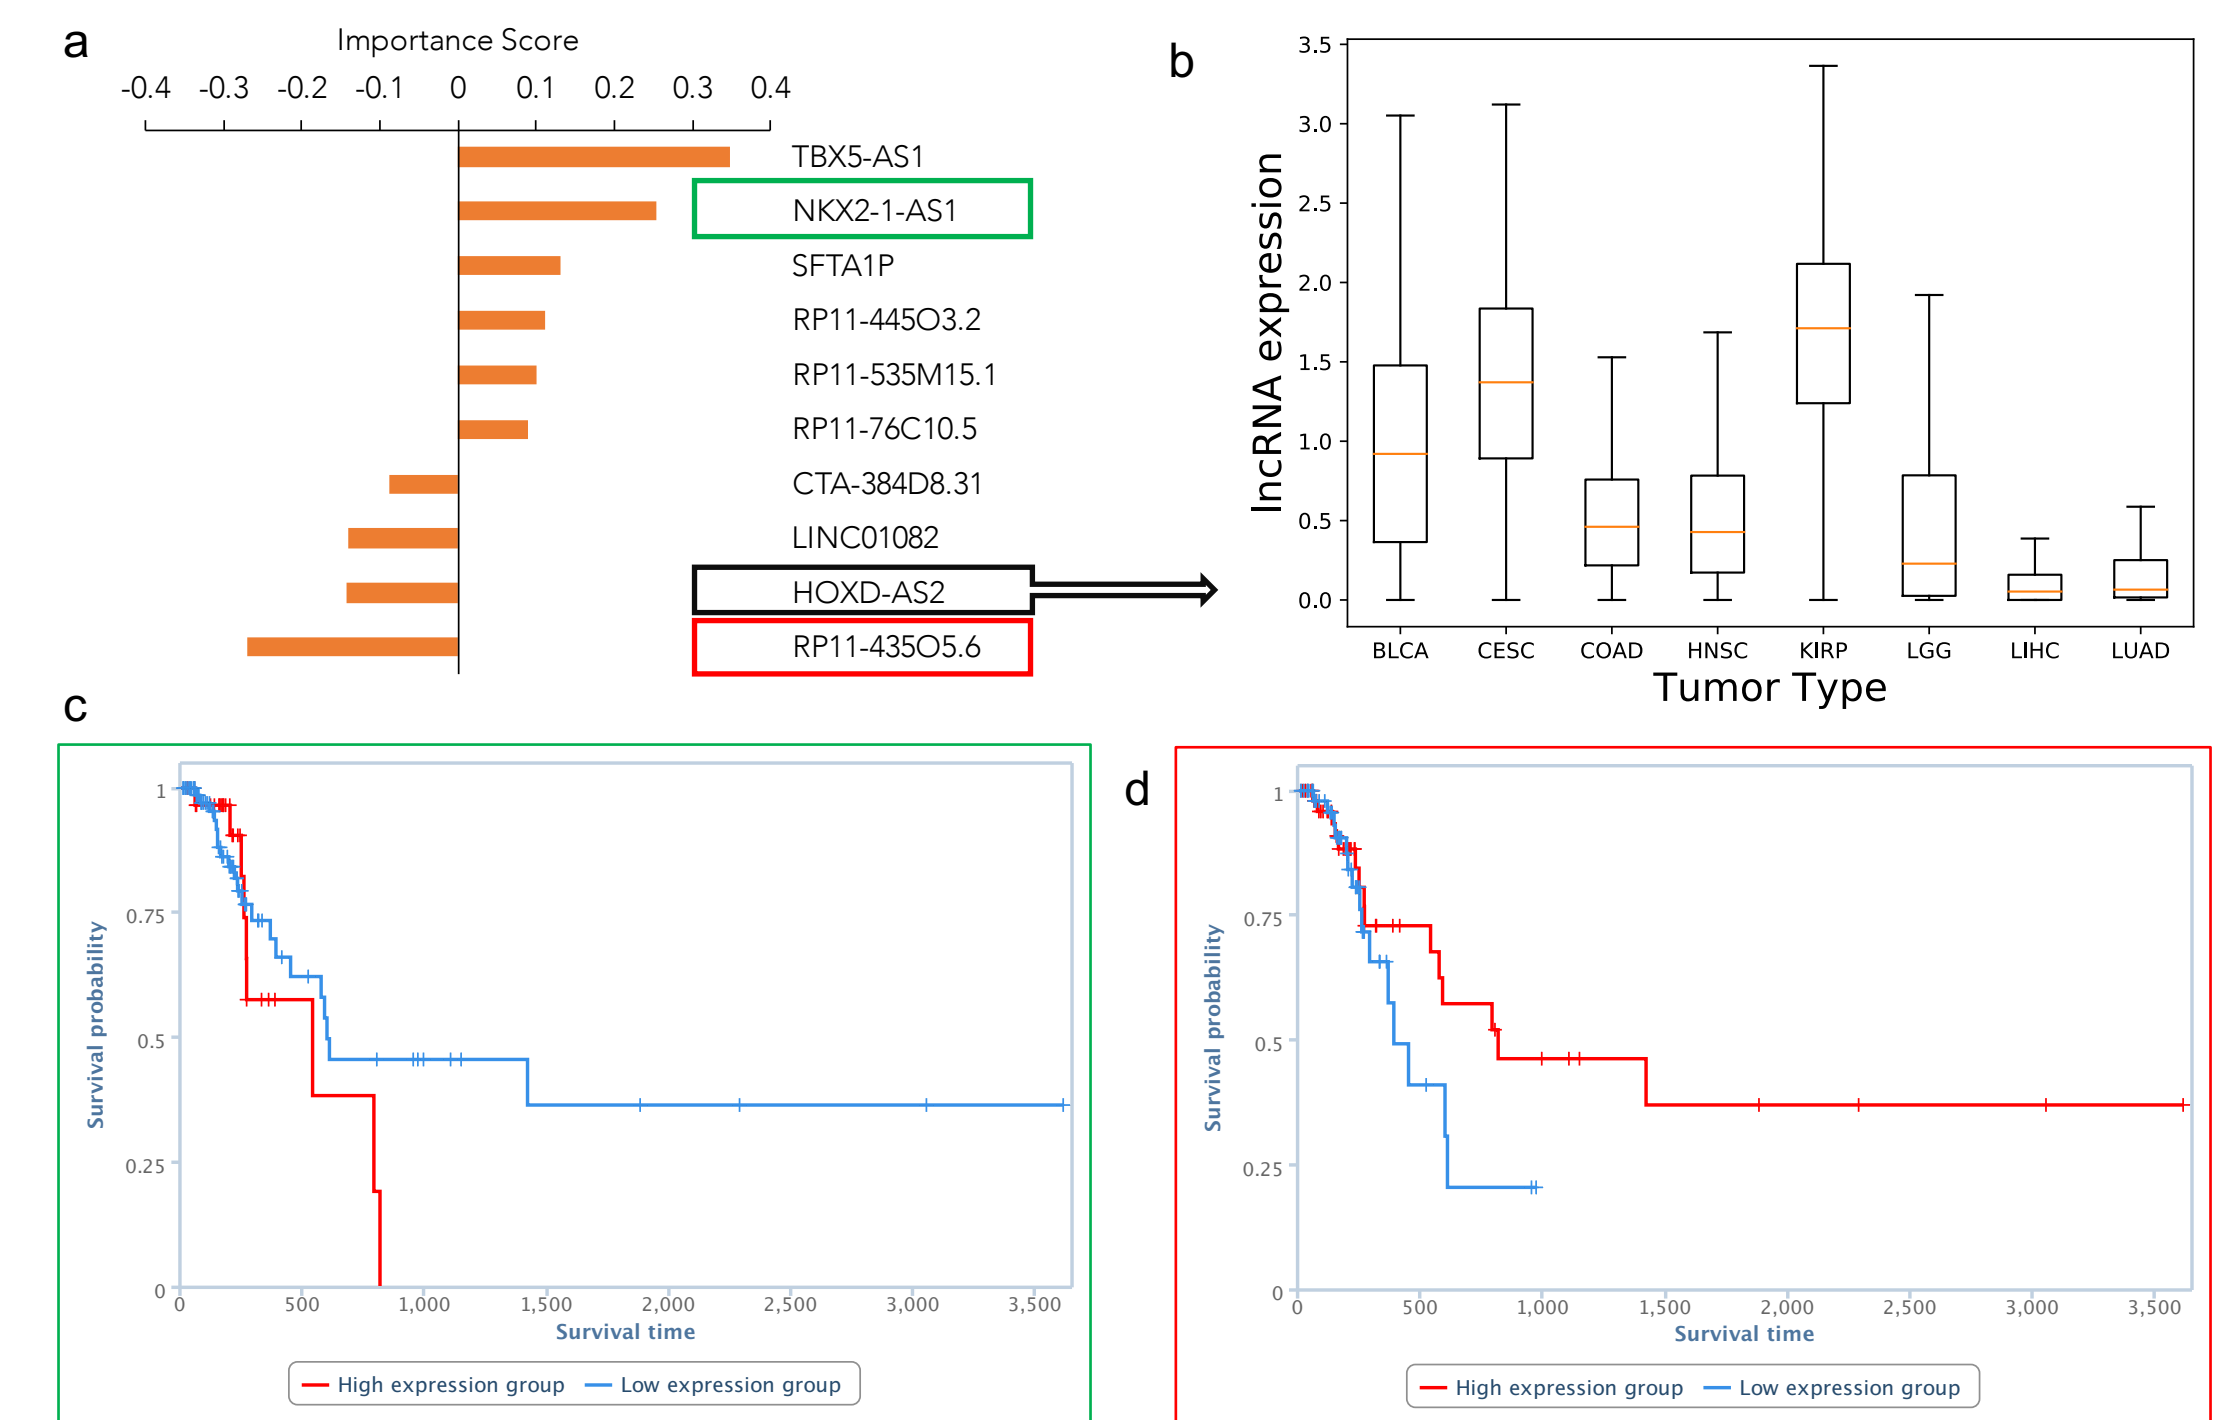 a
Importance Score
-0.4 -0.3 -0.2 -0.1 0 0.1 0.2 0.3 0.4
TBX5-AS1
NKX2-1-AS1
SFTA1P
RP11-445O3.2
RP11-535M15.1
RP11-76C10.5
CTA-384D8.31
LINC01082
HOXD-AS2
RP11-435O5.6
b
lncRNA expression
3.5
3.0
2.5
2.0
1.5
1.0
0.5
0.0
BLCA CESC COAD HNSC KIRP LGG LIHC LUAD
Tumor Type
c
Survival probability
1
0.75
0.5
0.25
0
0 500 1,000 1,500 2,000 2,500 3,000 3,500
Survival time
High expression group Low expression group
d
Survival probability
1
0.75
0.5
0.25
0
0 500 1,000 1,500 2,000 2,500 3,000 3,500
Survival time
High expression group Low expression group